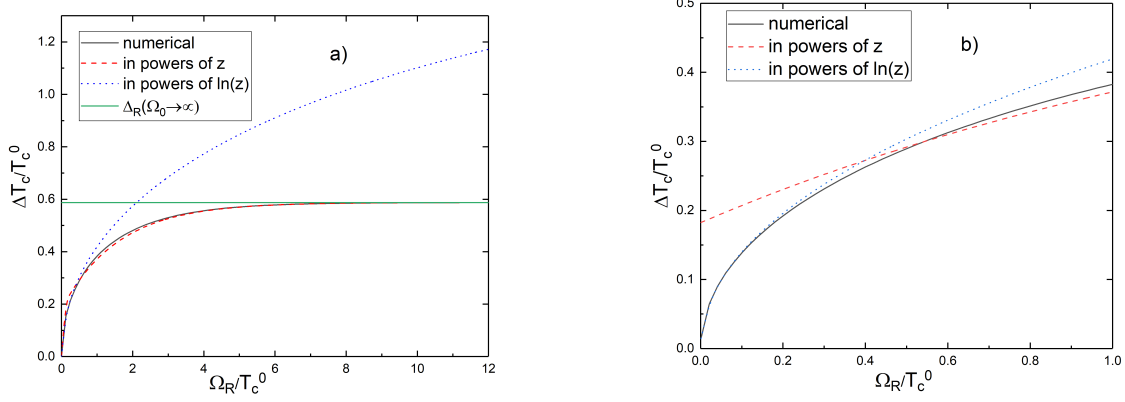 numerical
in powers of z
in powers of ln(z)
Δ_R(Ω_0→∝)
a)
1.2
1.0
0.8
0.6
0.4
0.2
0.0
ΔT_c/T_c^0
0 2 4 6 8 10 12
Ω_R/T_c^0
numerical
in powers of z
in powers of ln(z)
b)
0.5
0.4
0.3
0.2
0.1
0.0
ΔT_c/T_c^0
0.0 0.2 0.4 0.6 0.8 1.0
Ω_R/T_c^0